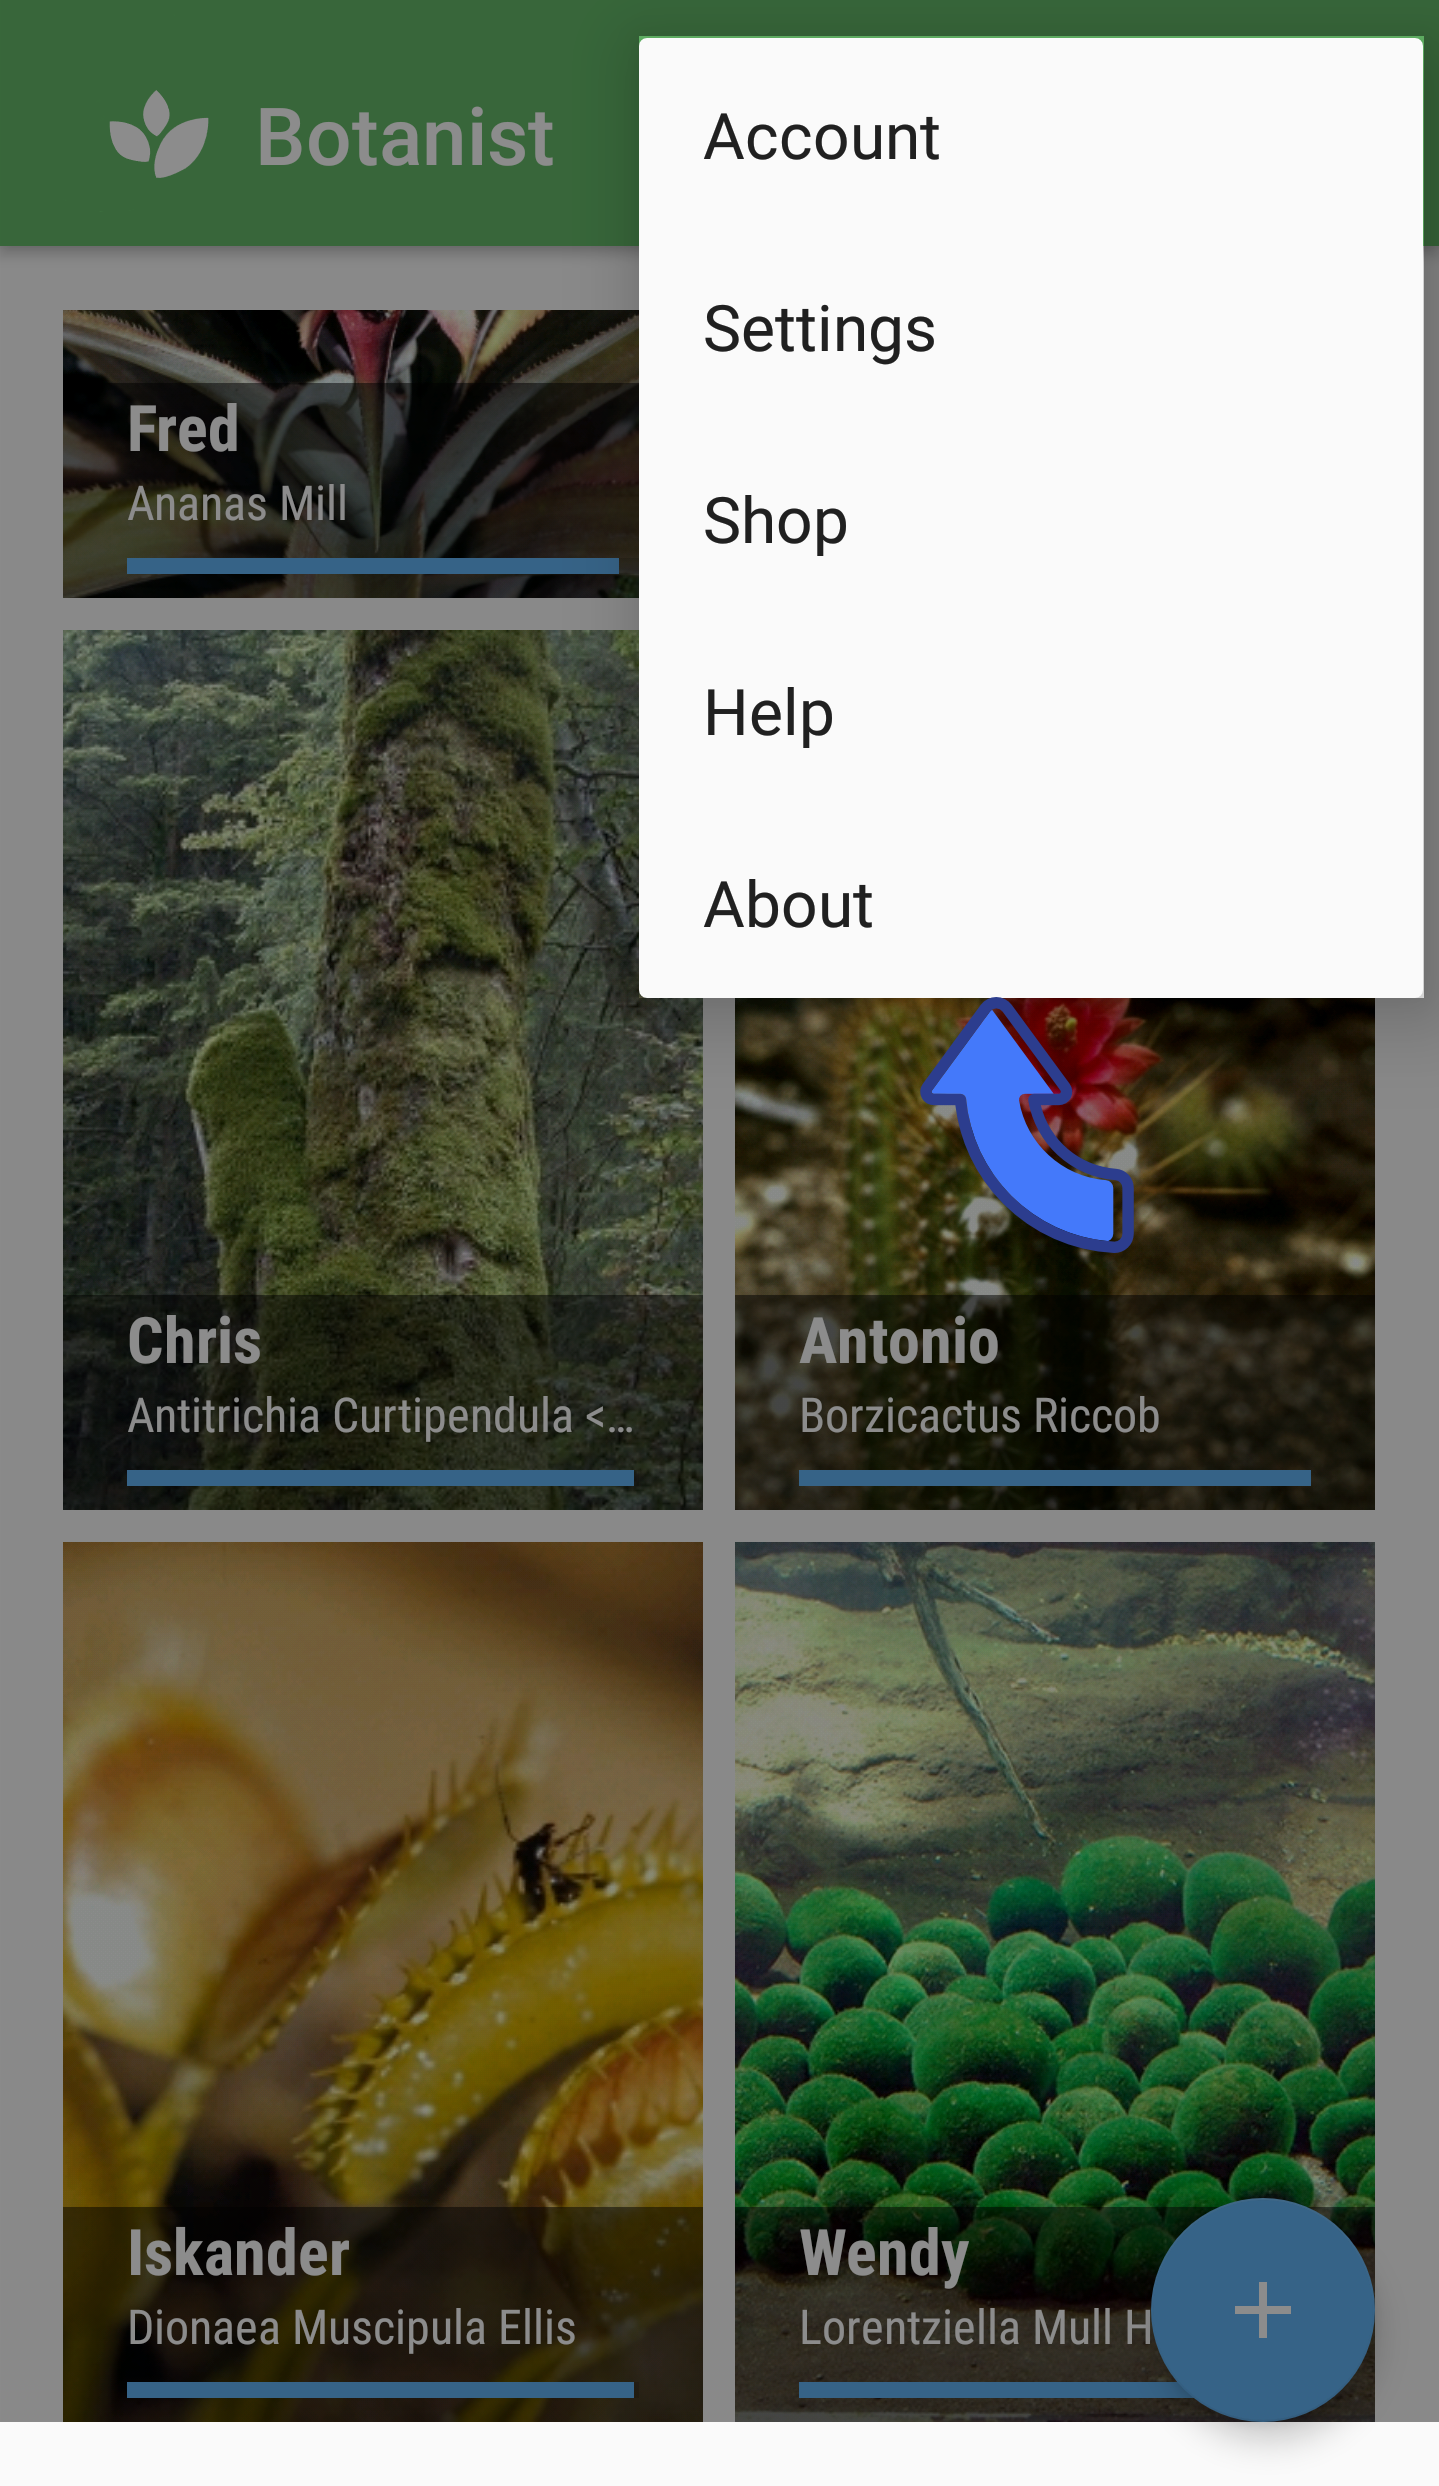 Botanist
Account
Settings
Shop
Help
About
Fred
Ananas Mill
Chris
Antitrichia Curtipendula <...
Antonio
Borzicactus Riccob
Iskander
Dionaea Muscipula Ellis
Wendy
Lorentziella Mull H